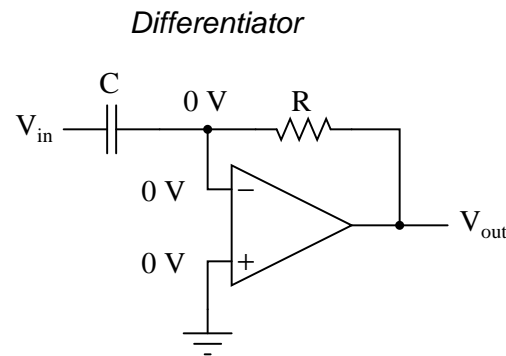 Differentiator
C
0 V
R
V_in
0 V
−
V_out
0 V
+